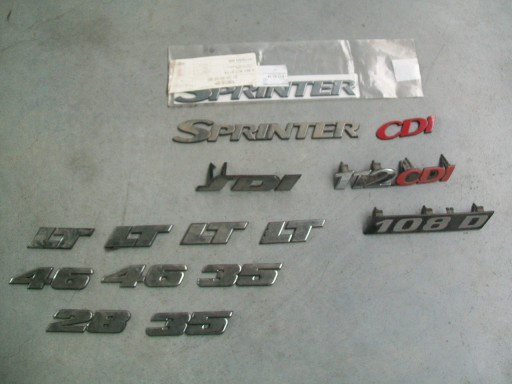 SPRINTER
SPRINTER CDI
TDI 112 CDI
108 D
LT LT LT LT
46 46 35
28 35